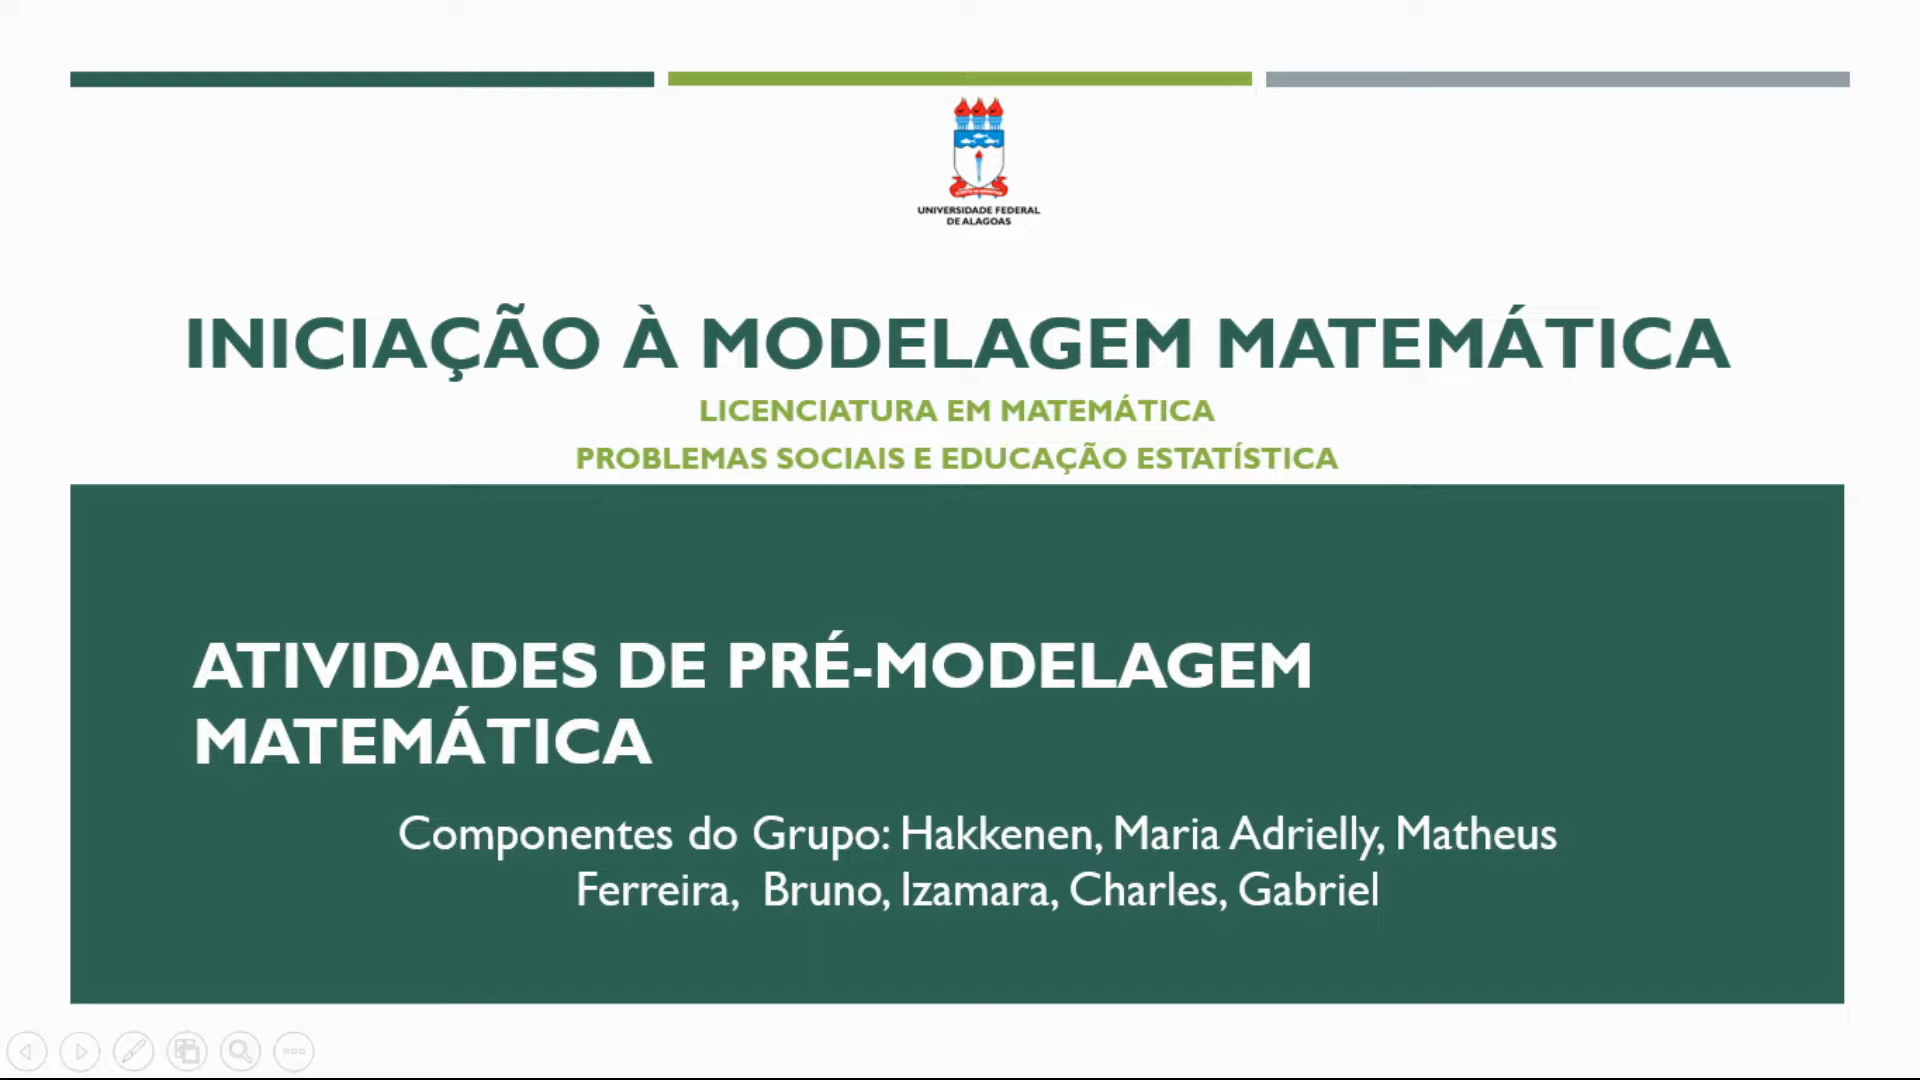 UNIVERSIDADE FEDERAL
DE ALAGOAS
INICIAÇÃO À MODELAGEM MATEMÁTICA
LICENCIATURA EM MATEMÁTICA
PROBLEMAS SOCIAIS E EDUCAÇÃO ESTATÍSTICA
ATIVIDADES DE PRÉ-MODELAGEM
MATEMÁTICA
Componentes do Grupo: Hakkenen, Maria Adrielly, Matheus
Ferreira, Bruno, Izamara, Charles, Gabriel